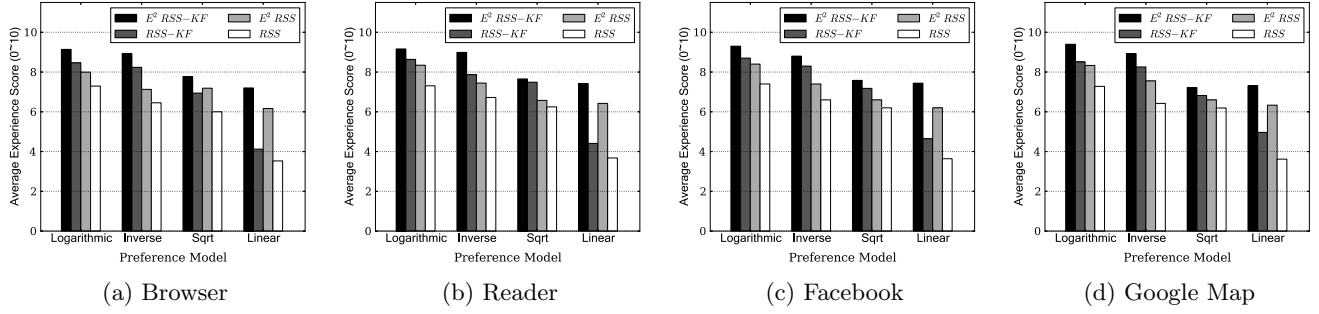 Average Experience Score (0~10)
10
8
6
4
2
0
E² RSS−KF
RSS−KF
E² RSS
RSS
Logarithmic Inverse Sqrt Linear
Preference Model
(a) Browser
Average Experience Score (0~10)
10
8
6
4
2
0
E² RSS−KF
RSS−KF
E² RSS
RSS
Logarithmic Inverse Sqrt Linear
Preference Model
(b) Reader
Average Experience Score (0~10)
10
8
6
4
2
0
E² RSS−KF
RSS−KF
E² RSS
RSS
Logarithmic Inverse Sqrt Linear
Preference Model
(c) Facebook
Average Experience Score (0~10)
10
8
6
4
2
0
E² RSS−KF
RSS−KF
E² RSS
RSS
Logarithmic Inverse Sqrt Linear
Preference Model
(d) Google Map